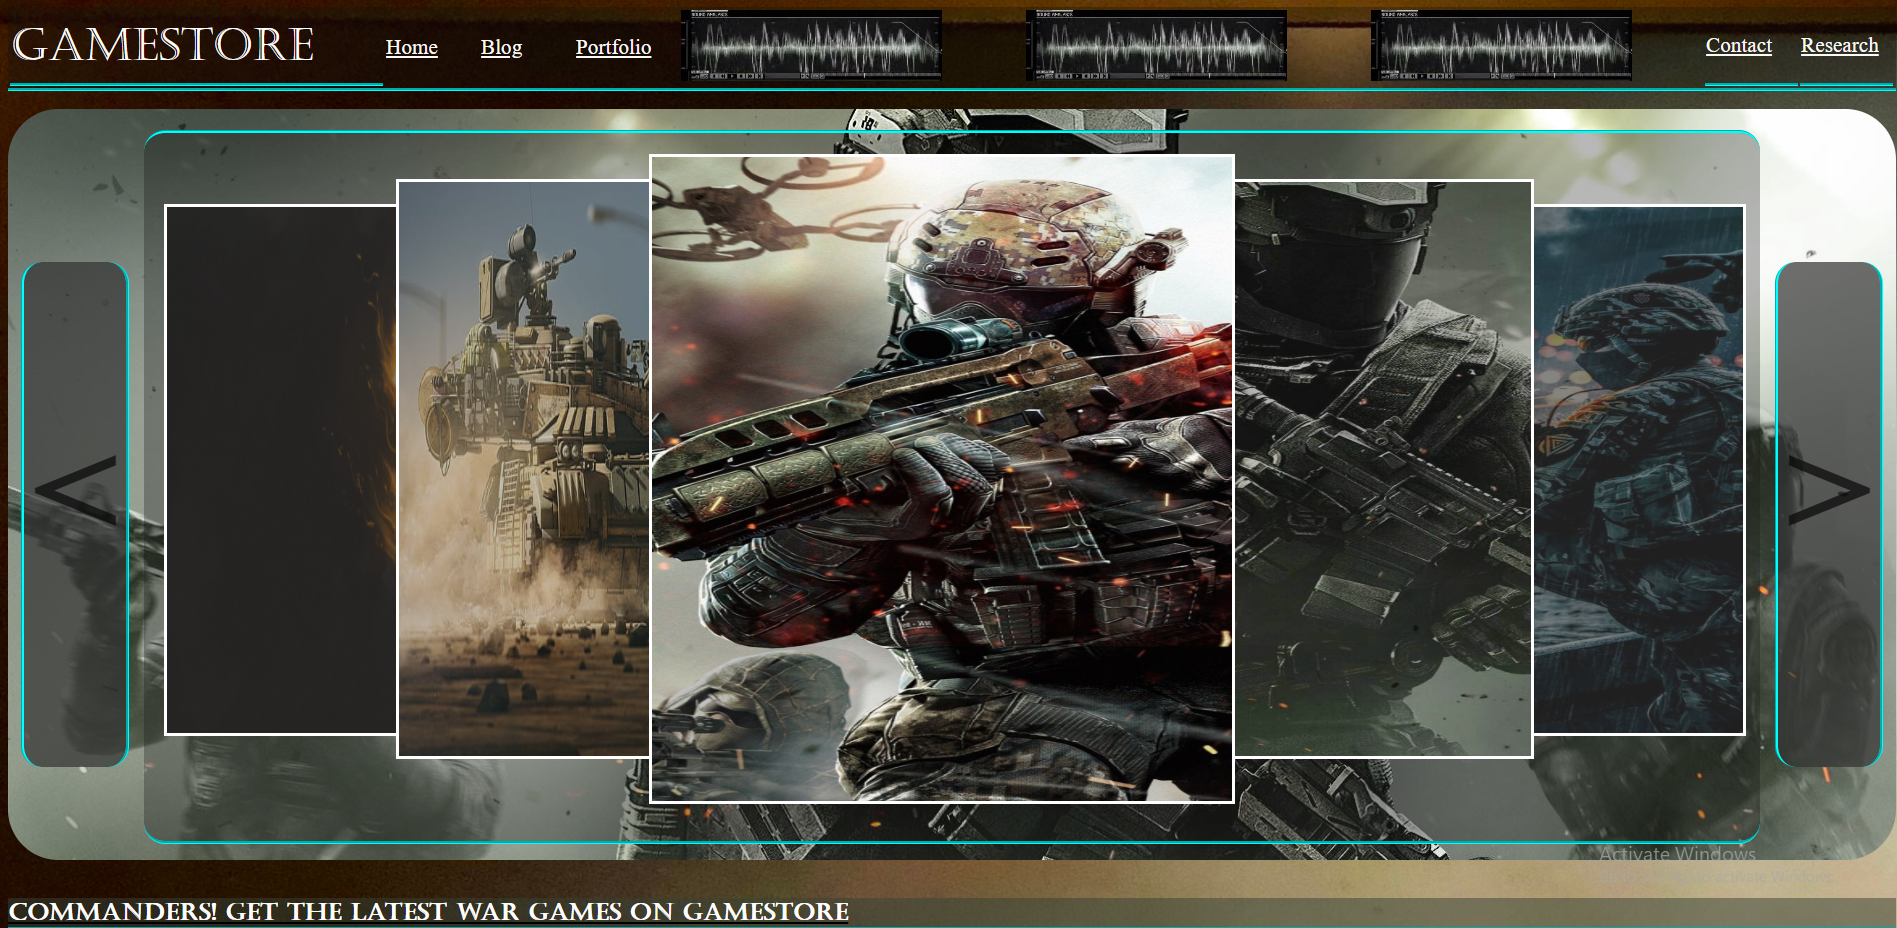 GAMESTORE
Home
Blog
Portfolio
Contact
Research
<
>
Activate Windows
COMMANDERS! GET THE LATEST WAR GAMES ON GAMESTORE